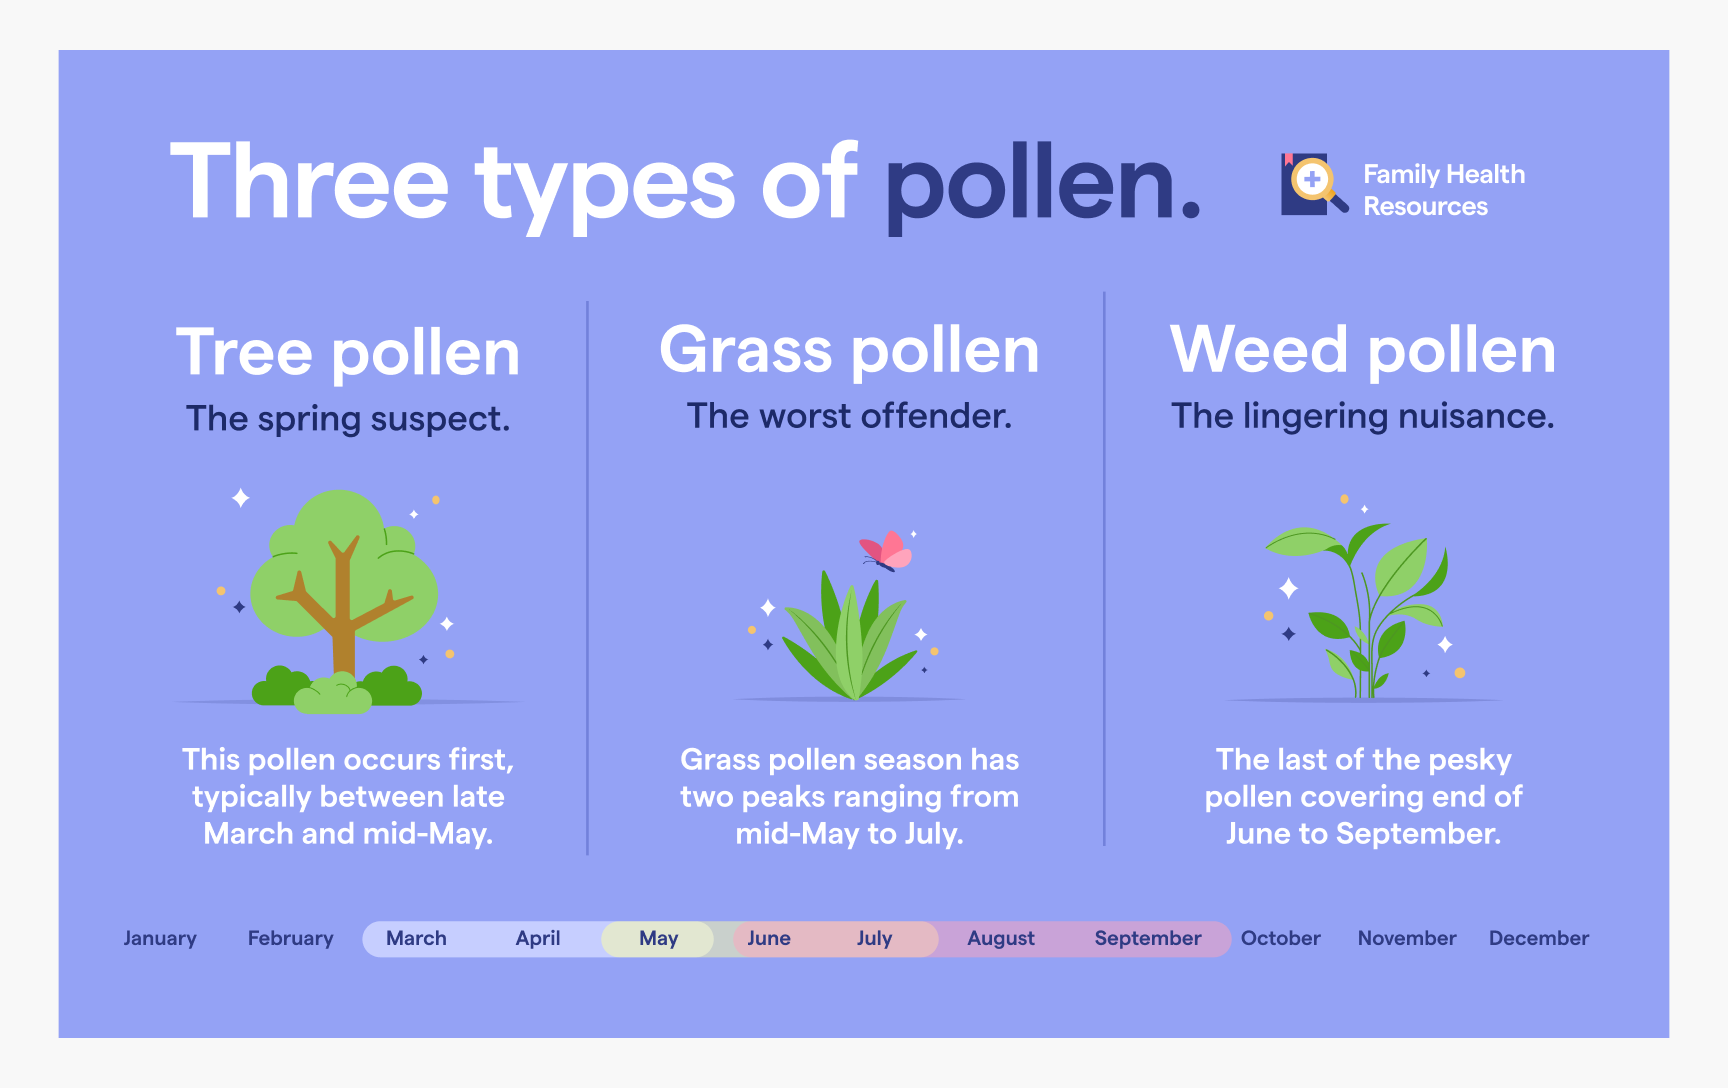 Three types of pollen.
Family Health
Resources
Tree pollen
The spring suspect.
This pollen occurs first,
typically between late
March and mid-May.
Grass pollen
The worst offender.
Grass pollen season has
two peaks ranging from
mid-May to July.
Weed pollen
The lingering nuisance.
The last of the pesky
pollen covering end of
June to September.
January February March April May June July August September October November December